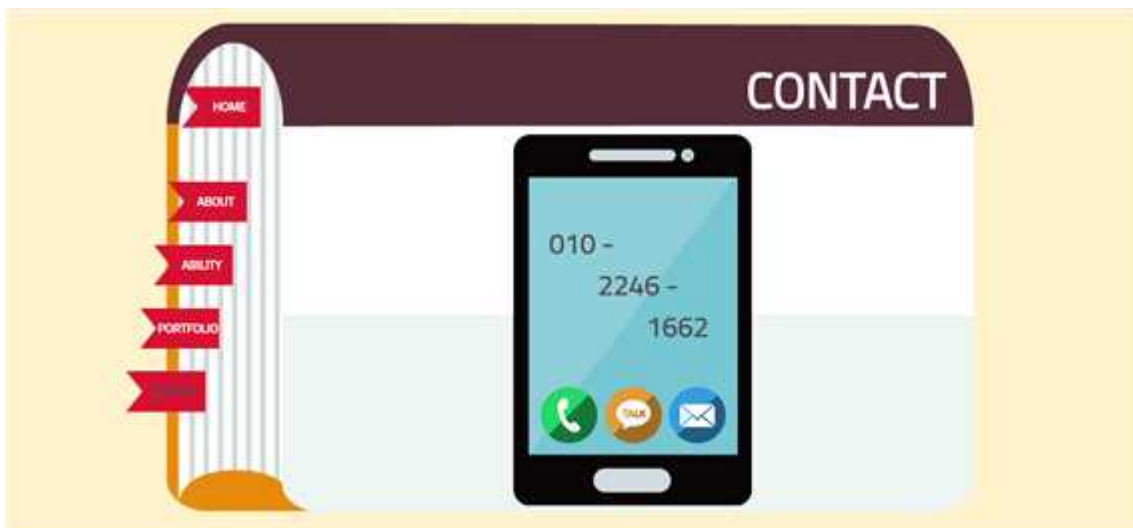 CONTACT
HOME
ABOUT
ABILITY
PORTFOLIO
010 -
2246 -
1662
TALK